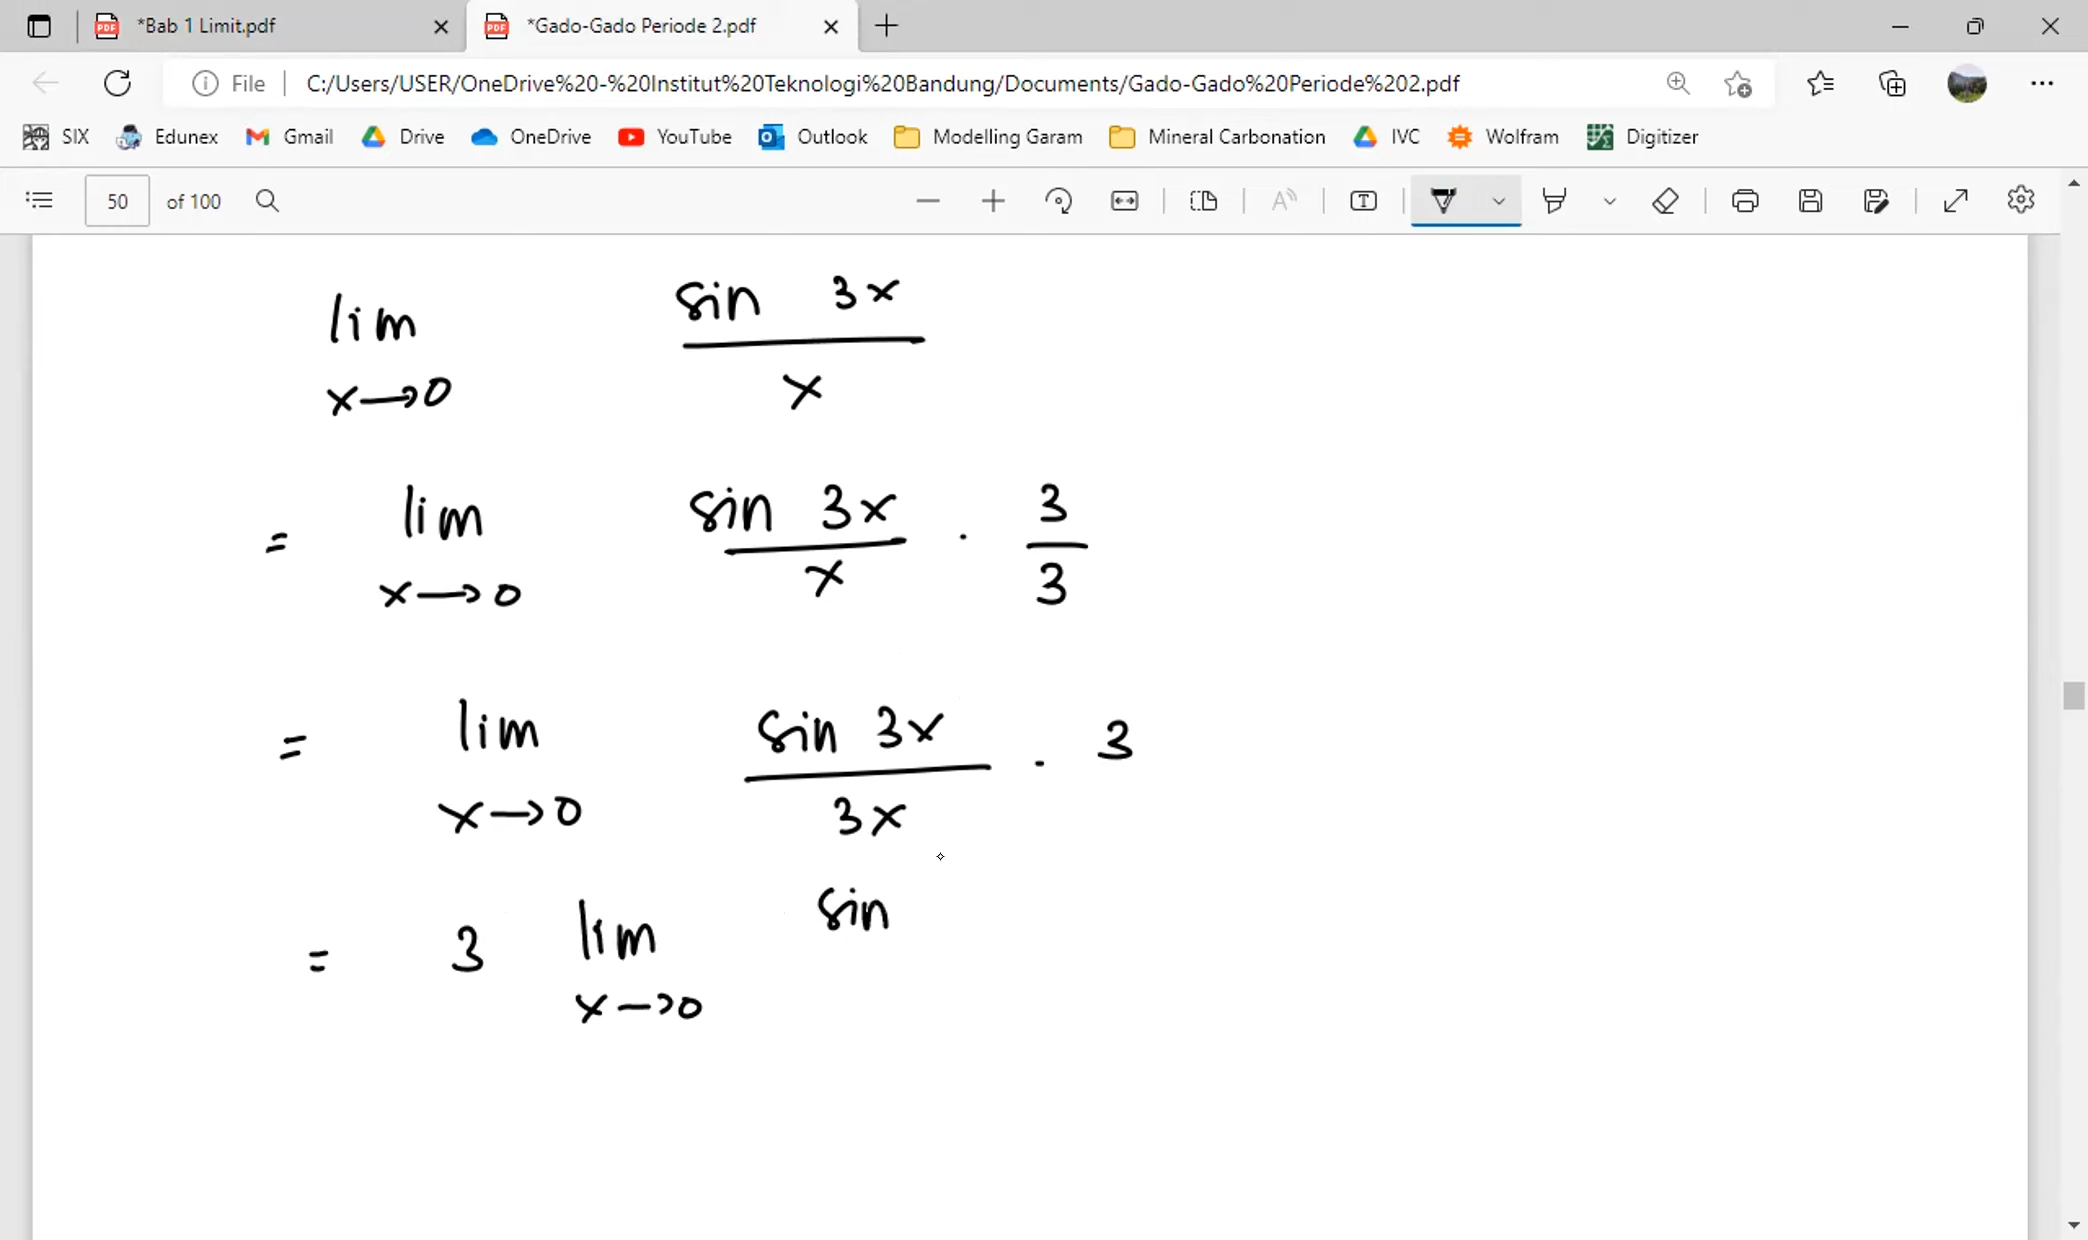 *Bab 1 Limit.pdf
*Gado-Gado Periode 2.pdf
File C:/Users/USER/OneDrive%20-%20Institut%20Teknologi%20Bandung/Documents/Gado-Gado%20Periode%202.pdf
SIX Edunex Gmail Drive OneDrive YouTube Outlook Modelling Garam Mineral Carbonation IVC Wolfram Digitizer
50 of 100
lim sin 3x
x→0 x
= lim sin 3x . 3
x→0 x 3
= lim sin 3x . 3
x→0 3x
= 3 lim sin
x→0